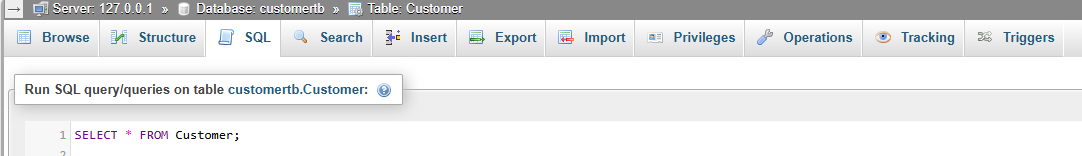 Server: 127.0.0.1 » Database: customertb » Table: Customer
Browse Structure SQL Search Insert Export Import Privileges Operations Tracking Triggers
Run SQL query/queries on table customertb.Customer:
1 SELECT * FROM Customer;
2